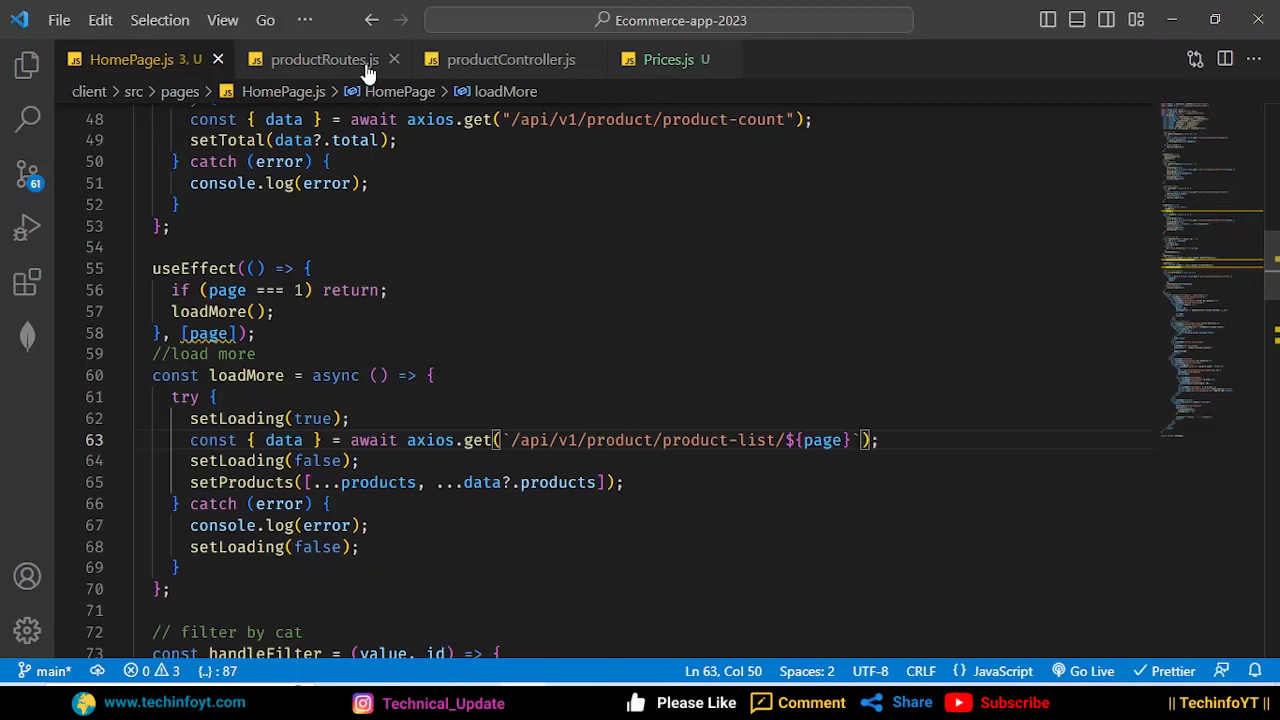 File Edit Selection View Go ··· Ecommerce-app-2023
HomePage.js 3, U productRoutes.js productController.js Prices.js U
client > src > pages > HomePage.js > HomePage > loadMore
48 const { data } = await axios.get("/api/v1/product/product-count");
49 setTotal(data?.total);
50 } catch (error) {
51 console.log(error);
52 }
53 };
54
55 useEffect(() => {
56 if (page === 1) return;
57 loadMore();
58 }, [page]);
59 //load more
60 const loadMore = async () => {
61 try {
62 setLoading(true);
63 const { data } = await axios.get(`/api/v1/product/product-list/${page}`);
64 setLoading(false);
65 setProducts([...products, ...data?.products]);
66 } catch (error) {
67 console.log(error);
68 setLoading(false);
69 }
70 };
71
72 // filter by cat
73 const handleFilter = (value, id) => {
61
main* 0 3 {..} : 87 Ln 63, Col 50 Spaces: 2 UTF-8 CRLF {} JavaScript Go Live Prettier
www.techinfoyt.com Technical_Update Please Like Comment Share Subscribe || TechinfoYT ||